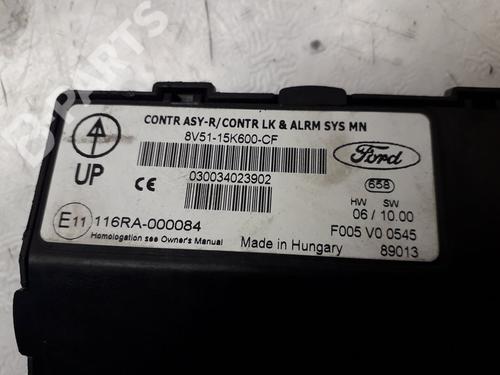 CONTR ASY-R/CONTR LK & ALRM SYS MN
8V51-15K600-CF
UP
030034023902
Ford
658
HW SW
06 / 10.00
E11 116RA-000084
F005 V0 0545
Homologation see Owner's Manual
Made in Hungary
89013
B-PARTS